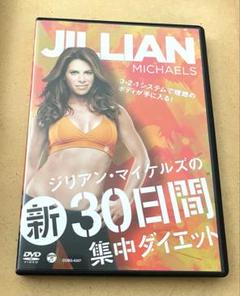 JILLIAN
MICHAELS
3-2-1システムで理想の
ボディが手に入る!
ジリアン・マイケルズの
新30日間
集中ダイエット
DVD
VIDEO